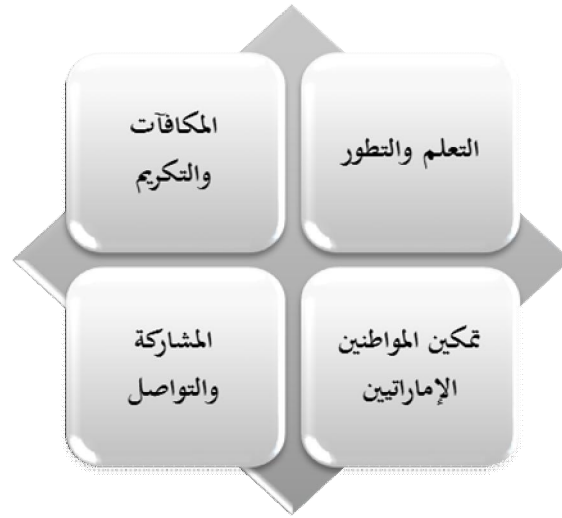 التعلم والتطور
المكافآت
والتكريم
تمكين المواطنين
الإماراتيين
المشاركة
والتواصل